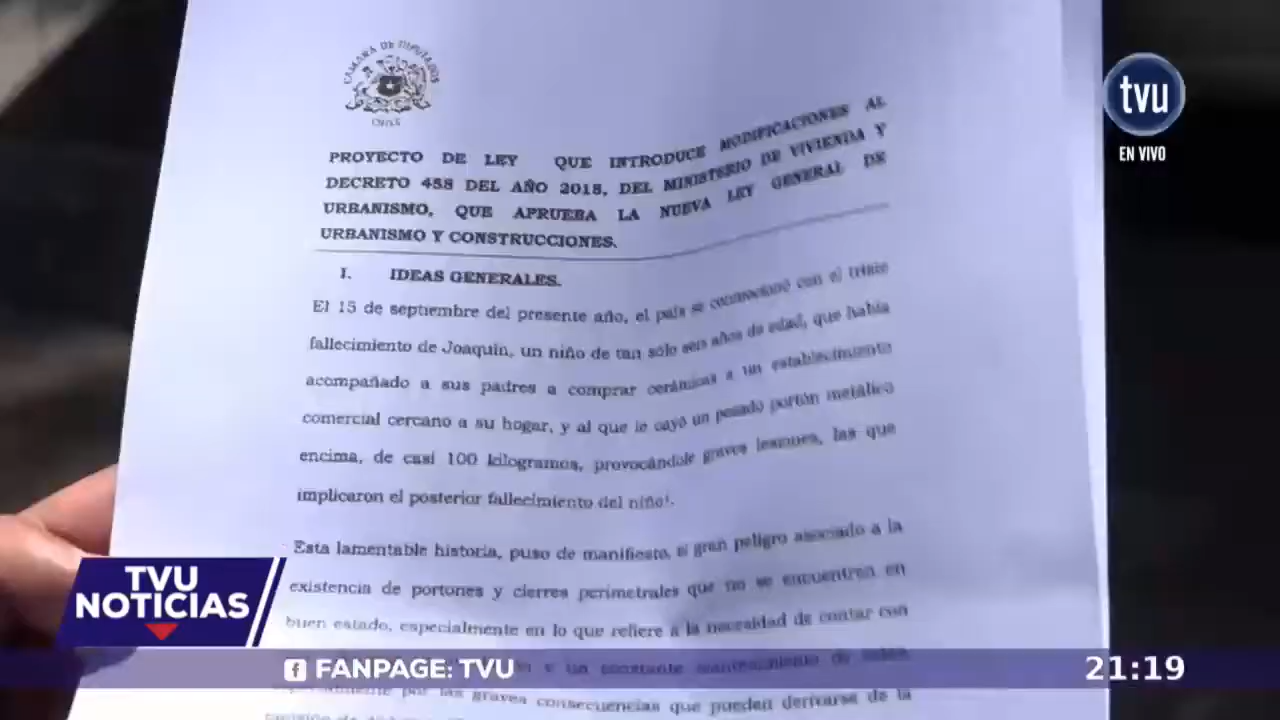 CÁMARA DE DIPUTADOS
CHILE
tvu
EN VIVO
PROYECTO DE LEY QUE INTRODUCE MODIFICACIONES AL
DECRETO 458 DEL AÑO 2018, DEL MINISTERIO DE VIVIENDA Y
URBANISMO, QUE APRUEBA LA NUEVA LEY GENERAL DE
URBANISMO Y CONSTRUCCIONES.
I. IDEAS GENERALES.
El 15 de septiembre del presente año, el país se conmocionó con el triste
fallecimiento de Joaquín, un niño de tan sólo seis años de edad, que había
acompañado a sus padres a comprar cerámicas a un establecimiento
comercial cercano a su hogar, y al que le cayó un pesado portón metálico
encima, de casi 100 kilogramos, provocándole graves lesiones, las que
implicaron el posterior fallecimiento del niño¹.
Esta lamentable historia, puso de manifiesto, el gran peligro asociado a la
existencia de portones y cierres perimetrales que no se encuentren en
buen estado, especialmente en lo que refiere a la necesidad de contar con
y un constante mantenimiento de
por las graves consecuencias que puedan derivarse de la
TVU
NOTICIAS
FANPAGE: TVU
21:19